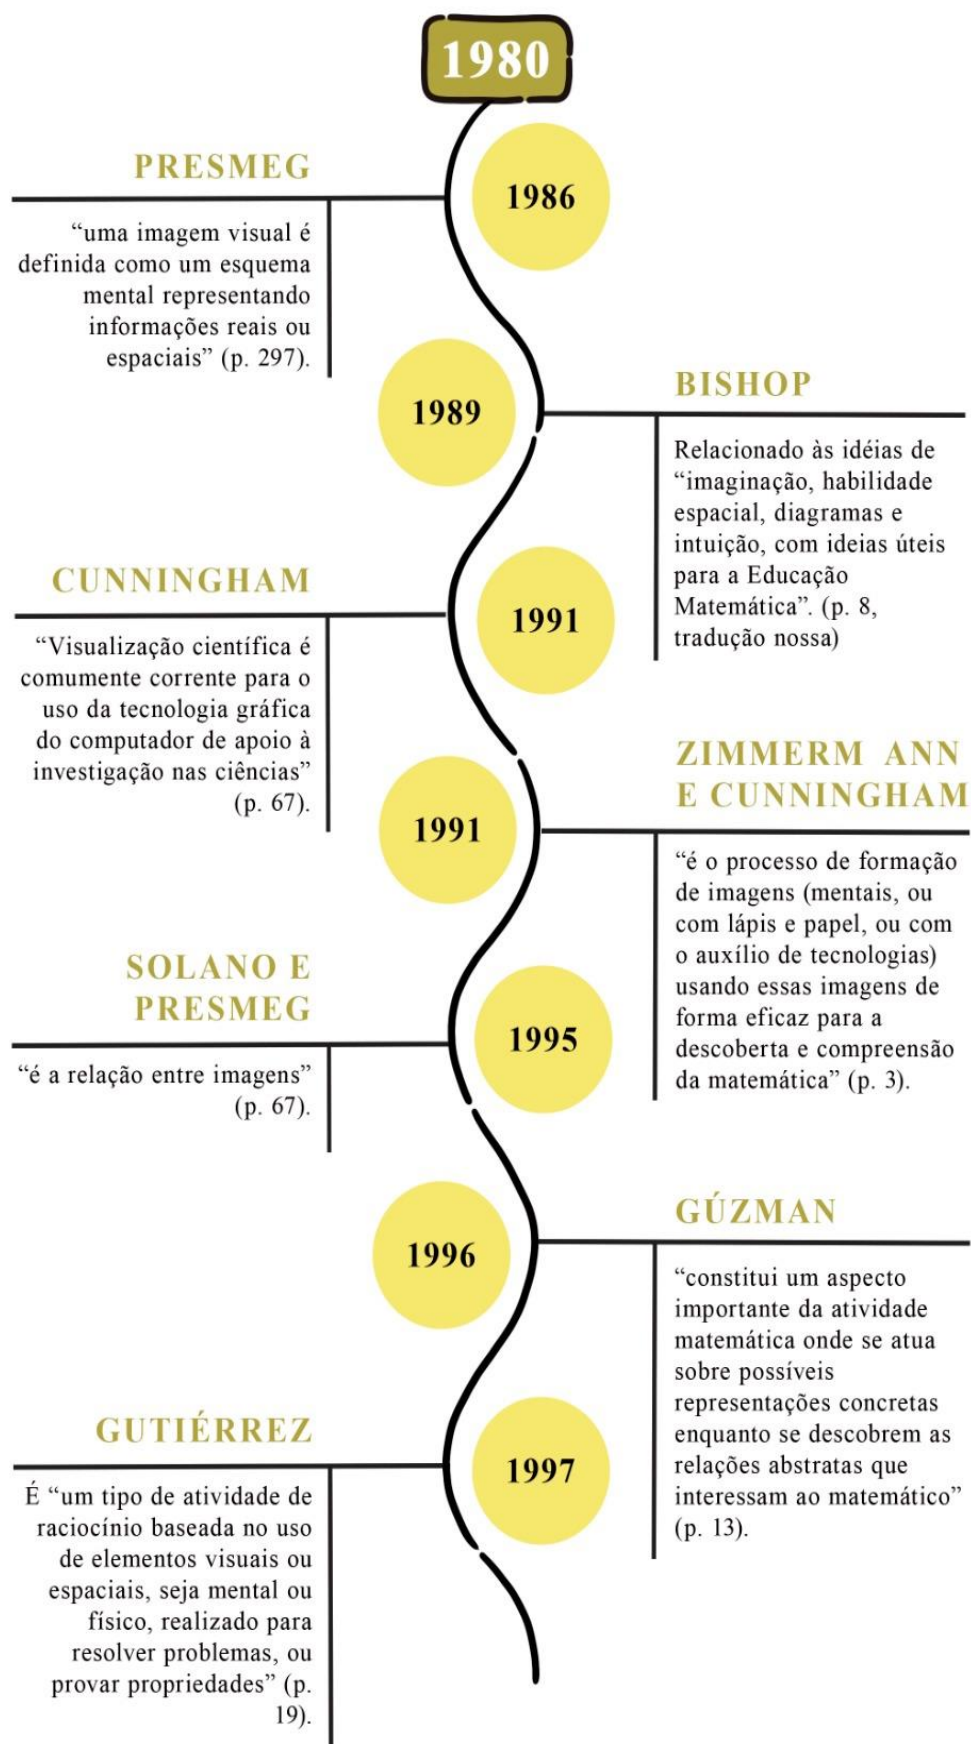 1980
PRESMEG
1986
“uma imagem visual é
definida como um esquema
mental representando
informações reais ou
espaciais” (p. 297).
1989
BISHOP
Relacionado às idéias de
“imaginação, habilidade
espacial, diagramas e
intuição, com ideias úteis
para a Educação
Matemática”. (p. 8,
tradução nossa)
CUNNINGHAM
1991
“Visualização científica é
comumente corrente para o
uso da tecnologia gráfica
do computador de apoio à
investigação nas ciências”
(p. 67).
1991
ZIMMERM ANN
E CUNNINGHAM
“é o processo de formação
de imagens (mentais, ou
com lápis e papel, ou com
o auxílio de tecnologias)
usando essas imagens de
forma eficaz para a
descoberta e compreensão
da matemática” (p. 3).
SOLANO E
PRESMEG
1995
“é a relação entre imagens”
(p. 67).
1996
GÚZMAN
“constitui um aspecto
importante da atividade
matemática onde se atua
sobre possíveis
representações concretas
enquanto se descobrem as
relações abstratas que
interessam ao matemático”
(p. 13).
GUTIÉRREZ
1997
É “um tipo de atividade de
raciocínio baseada no uso
de elementos visuais ou
espaciais, seja mental ou
físico, realizado para
resolver problemas, ou
provar propriedades” (p.
19).